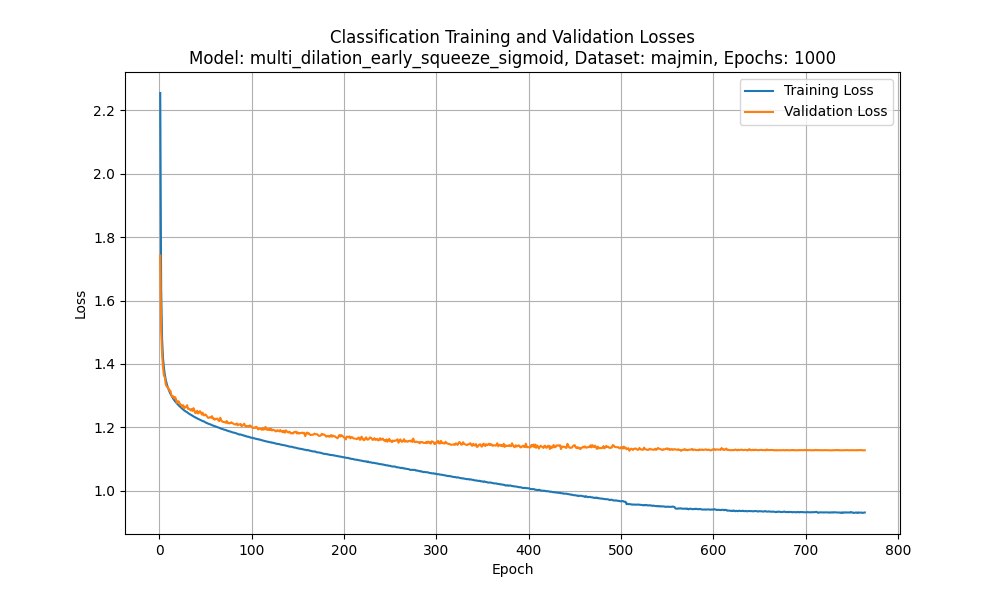 Classification Training and Validation Losses
Model: multi_dilation_early_squeeze_sigmoid, Dataset: majmin, Epochs: 1000
Training Loss
Validation Loss
2.2
2.0
1.8
1.6
1.4
1.2
1.0
Loss
0 100 200 300 400 500 600 700 800
Epoch